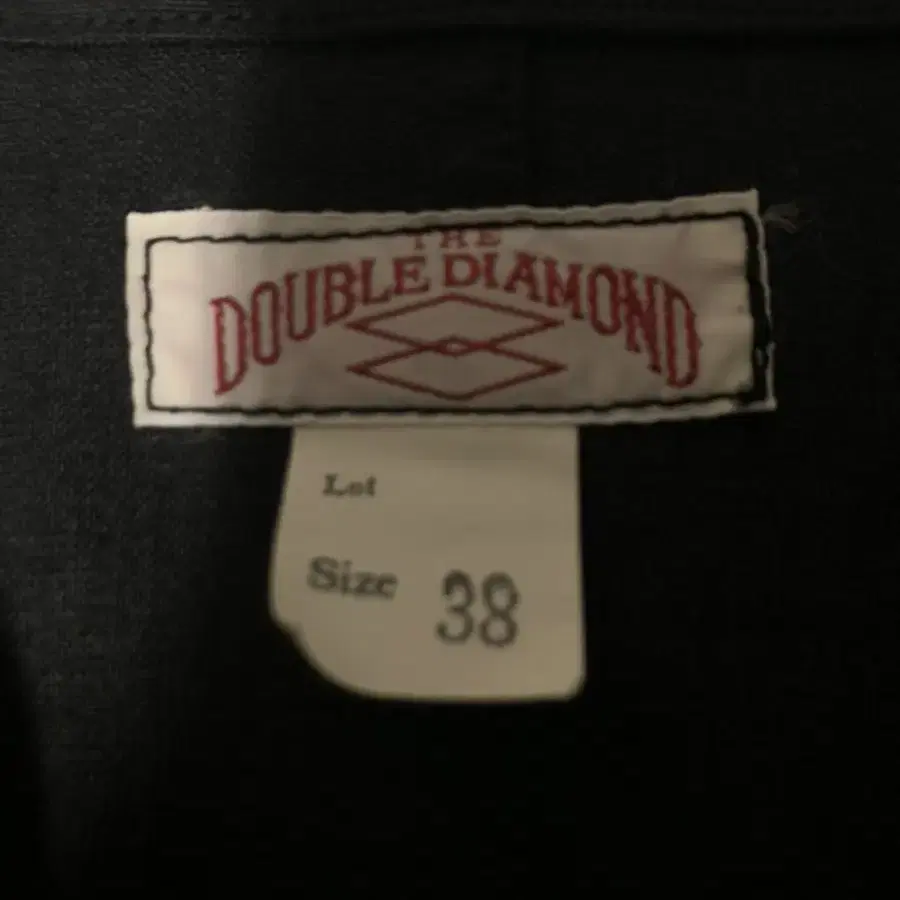 THE
DOUBLE DIAMOND
Lot
Size 38